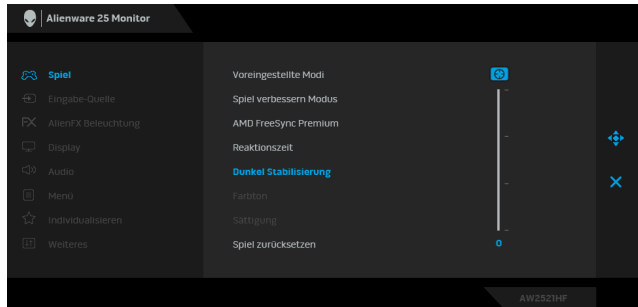 Alienware 25 Monitor
Spiel
Eingabe-Quelle
AlienFX Beleuchtung
Display
Audio
Menü
Individualisieren
Weiteres
Voreingestellte Modi
Spiel verbessern Modus
AMD FreeSync Premium
Reaktionszeit
Dunkel Stabilisierung
Farbton
Sättigung
Spiel zurücksetzen
0
AW2521HF